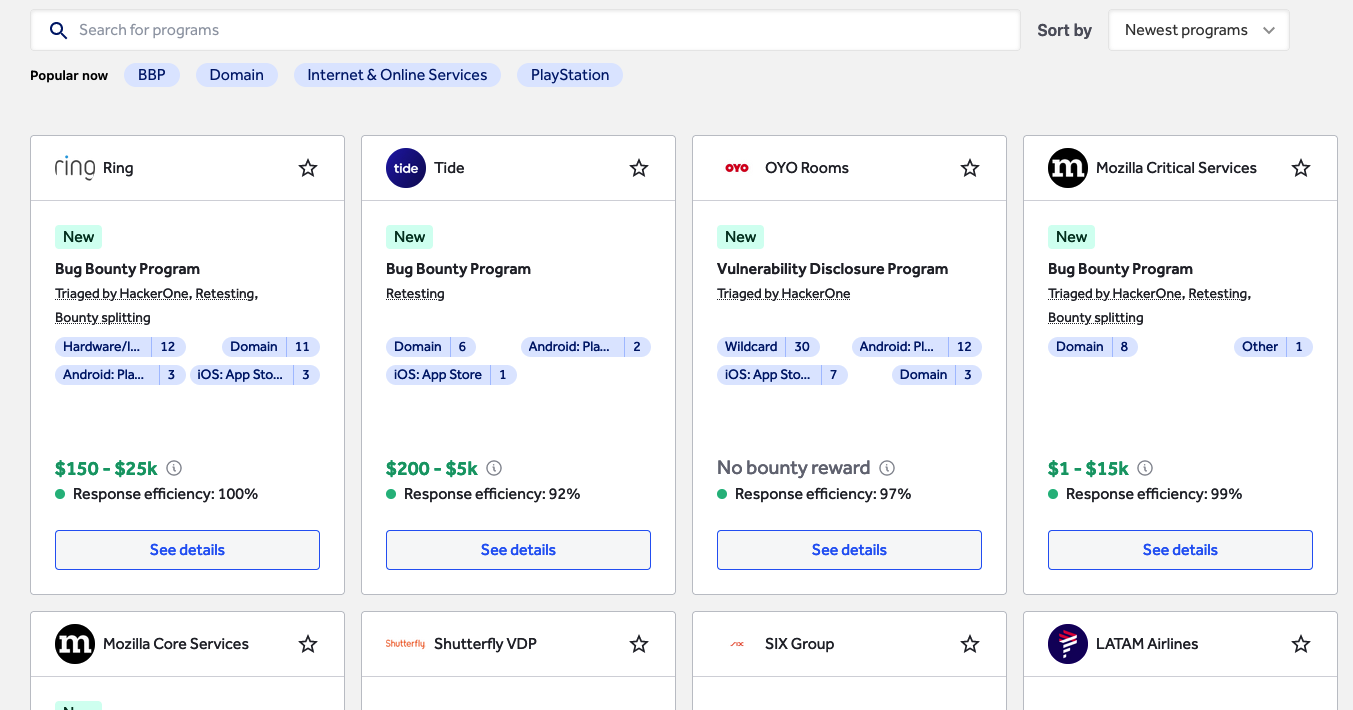 Search for programs
Sort by
Newest programs
Popular now
BBP
Domain
Internet & Online Services
PlayStation
ring Ring
New
Bug Bounty Program
Triaged by HackerOne, Retesting,
Bounty splitting
Hardware/I... 12
Domain 11
Android: Pla... 3
iOS: App Sto... 3
$150 - $25k
Response efficiency: 100%
See details
tide Tide
New
Bug Bounty Program
Retesting
Domain 6
Android: Pla... 2
iOS: App Store 1
$200 - $5k
Response efficiency: 92%
See details
OYO OYO Rooms
New
Vulnerability Disclosure Program
Triaged by HackerOne
Wildcard 30
Android: Pl... 12
iOS: App Sto... 7
Domain 3
No bounty reward
Response efficiency: 97%
See details
m Mozilla Critical Services
New
Bug Bounty Program
Triaged by HackerOne, Retesting,
Bounty splitting
Domain 8
Other 1
$1 - $15k
Response efficiency: 99%
See details
m Mozilla Core Services
New
Shutterfly Shutterfly VDP
SIX SIX Group
LATAM Airlines